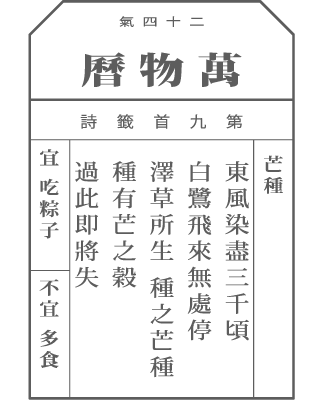 二十四氣
萬物曆
第九首籤詩
芒種
東風染盡三千頃
白鷺飛來無處停
澤草所生 種之芒種
種有芒之穀
過此即將失
宜 吃粽子
不宜 多食